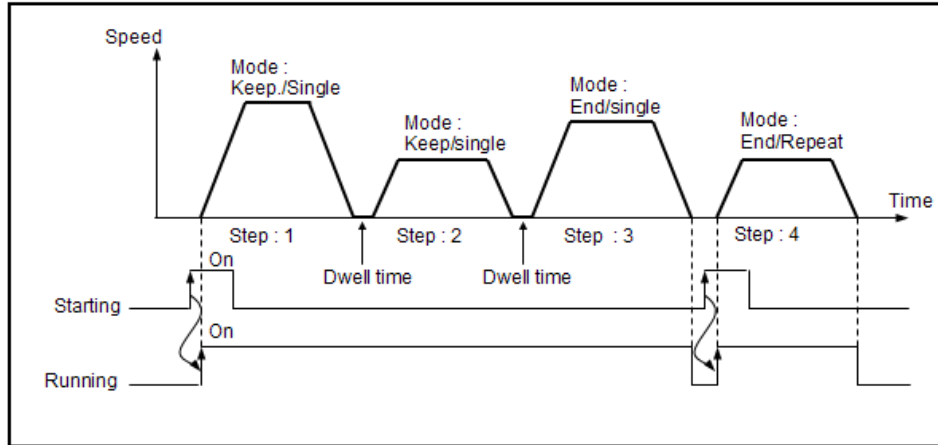 Speed
Mode :
Keep./Single
Mode :
Keep/single
Mode :
End/single
Mode :
End/Repeat
Time
Step : 1
Step : 2
Step : 3
Step : 4
Dwell time
Dwell time
On
Starting
On
Running